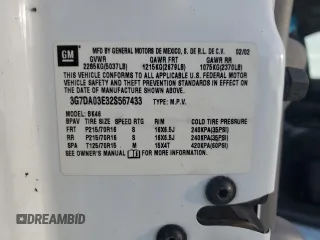 GM
MFD BY GENERAL MOTORS DE MEXICO, S. DE R.L. DE C.V. 02/02
GVWR GAWR FRT GAWR RR
2285KG(5037LB) 1215KG(2679LB) 1075KG(2370LB)
THIS VEHICLE CONFORMS TO ALL APPLICABLE U.S. FEDERAL
MOTOR VEHICLE SAFETY AND THEFT PREVENTION STANDARDS
IN EFFECT ON THE DATE OF MANUFACTURE SHOWN ABOVE.
3G7DA03E32S567433 TYPE: M.P.V.
MODEL: BK46
BPAV TIRE SIZE SPEED RTG RIM COLD TIRE PRESSURE
FRT P215/70R16 S 16X6.5J 240KPA(35PSI)
RR P215/70R16 S 16X6.5J 240KPA(35PSI)
SPA T125/70R15 M 15X4T 420KPA(60PSI)
SEE OWNER'S MANUAL FOR ADDITIONAL INFORMATION.
DREAMBID